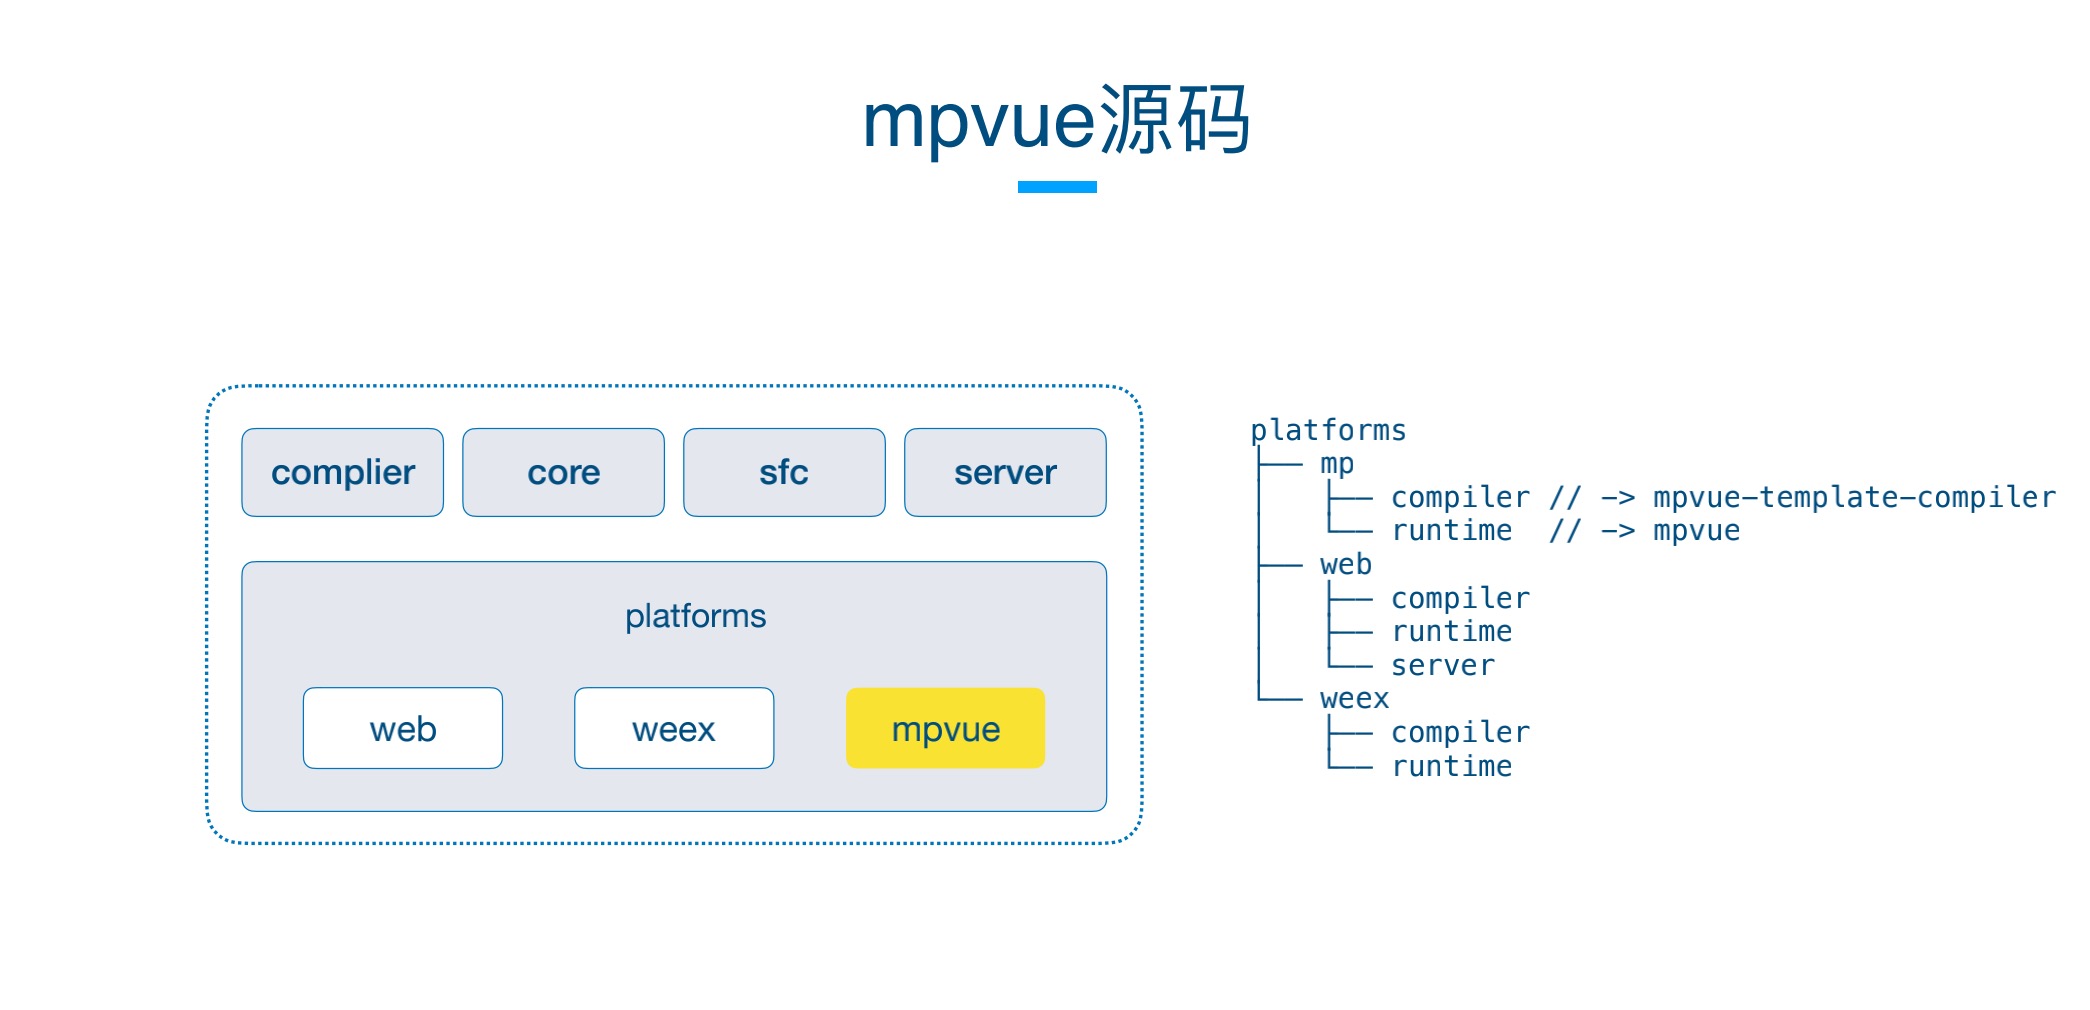 mpvue源码
complier core sfc server
platforms
web weex mpvue
platforms
├── mp
│   ├── compiler // -> mpvue-template-compiler
│   └── runtime  // -> mpvue
├── web
│   ├── compiler
│   ├── runtime
│   └── server
└── weex
    ├── compiler
    └── runtime